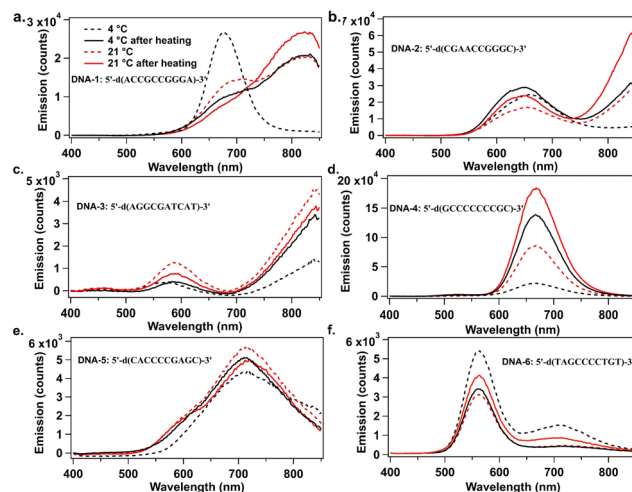 a.
3 x10⁴
2
1
0
Emission (counts)
4 °C
4 °C after heating
21 °C
21 °C after heating
DNA-1: 5'-d(ACCGCCGGGA)-3'
400 500 600 700 800
Wavelength (nm)
b.
7 x10⁴
6
5
4
3
2
1
0
Emission (counts)
DNA-2: 5'-d(CGAACCGGGC)-3'
400 500 600 700 800
Wavelength (nm)
c.
5 x10³
4
3
2
1
0
Emission (counts)
DNA-3: 5'-d(AGGCGATCAT)-3'
400 500 600 700 800
Wavelength (nm)
d.
20 x10⁴
15
10
5
0
Emission (counts)
DNA-4: 5'-d(GCCCCCCCGC)-3'
400 500 600 700 800
Wavelength (nm)
e.
6 x10³
5
4
3
2
1
0
Emission (counts)
DNA-5: 5'-d(CACCCCGAGC)-3'
400 500 600 700 800
Wavelength (nm)
f.
6 x10³
5
4
3
2
1
0
Emission (counts)
DNA-6: 5'-d(TAGCCCCTGT)-3'
400 500 600 700 800
Wavelength (nm)